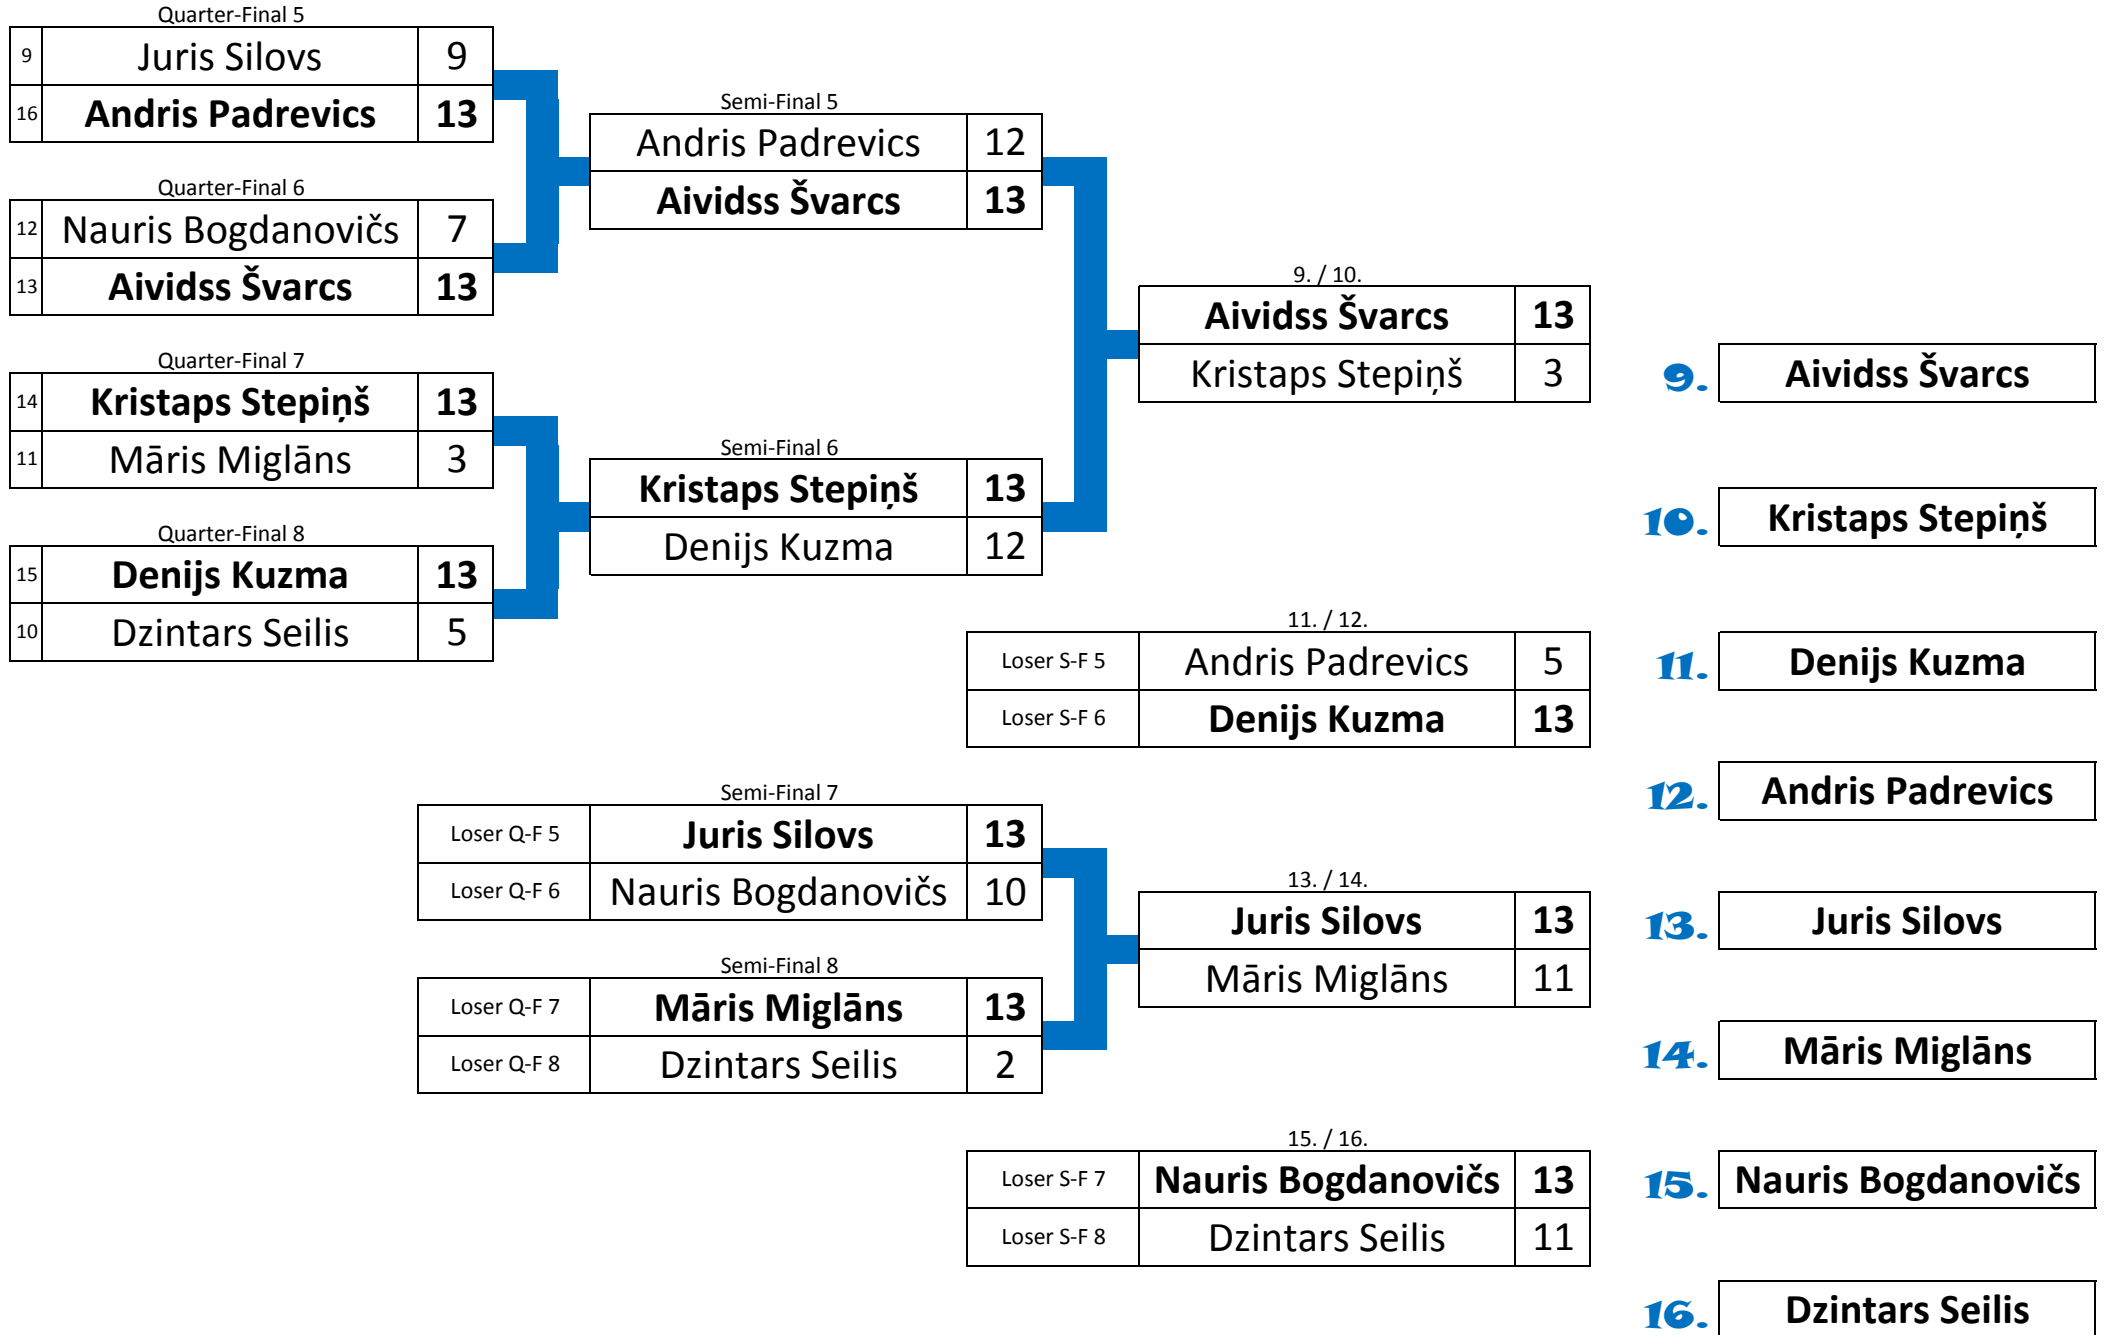 Quarter-Final 5
9 Juris Silovs 9
16 Andris Padrevics 13
Quarter-Final 6
12 Nauris Bogdanovičs 7
13 Aividss Švarcs 13
Quarter-Final 7
14 Kristaps Stepiņš 13
11 Māris Miglāns 3
Quarter-Final 8
15 Denijs Kuzma 13
10 Dzintars Seilis 5
Semi-Final 5
Andris Padrevics 12
Aividss Švarcs 13
Semi-Final 6
Kristaps Stepiņš 13
Denijs Kuzma 12
9. / 10.
Aividss Švarcs 13
Kristaps Stepiņš 3
11. / 12.
Loser S-F 5 Andris Padrevics 5
Loser S-F 6 Denijs Kuzma 13
Semi-Final 7
Loser Q-F 5 Juris Silovs 13
Loser Q-F 6 Nauris Bogdanovičs 10
Semi-Final 8
Loser Q-F 7 Māris Miglāns 13
Loser Q-F 8 Dzintars Seilis 2
13. / 14.
Juris Silovs 13
Māris Miglāns 11
15. / 16.
Loser S-F 7 Nauris Bogdanovičs 13
Loser S-F 8 Dzintars Seilis 11
9. Aividss Švarcs
10. Kristaps Stepiņš
11. Denijs Kuzma
12. Andris Padrevics
13. Juris Silovs
14. Māris Miglāns
15. Nauris Bogdanovičs
16. Dzintars Seilis